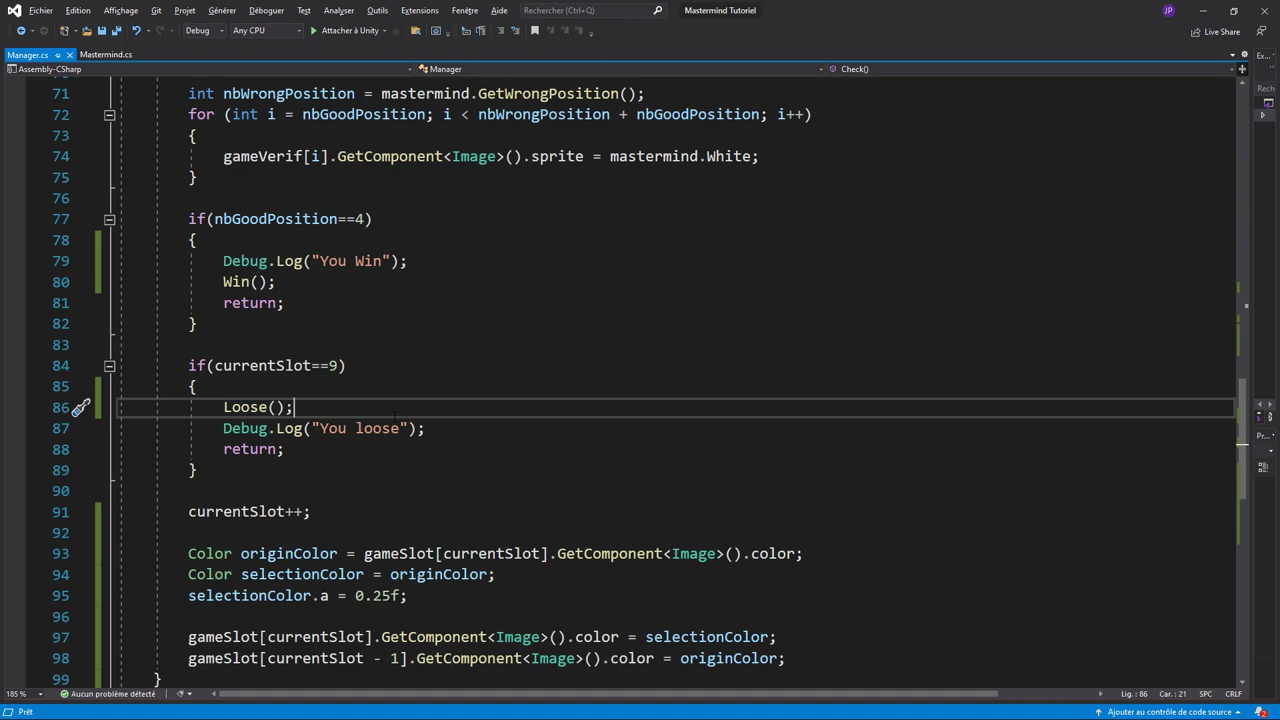 Fichier Edition Affichage Git Projet Générer Déboguer Test Analyser Outils Extensions Fenêtre Aide Rechercher (Ctrl+Q) Mastermind Tutoriel JP
Debug Any CPU Attacher à Unity Live Share
Manager.cs Mastermind.cs Ex...
Assembly-CSharp Manager Check() Rech
71 int nbWrongPosition = mastermind.GetWrongPosition();
72 for (int i = nbGoodPosition; i < nbWrongPosition + nbGoodPosition; i++)
73 {
74 gameVerif[i].GetComponent<Image>().sprite = mastermind.White;
75 }
76
77 if(nbGoodPosition==4)
78 {
79 Debug.Log("You Win");
80 Win();
81 return;
82 }
83
84 if(currentSlot==9)
85 {
86 Loose();
87 Debug.Log("You loose");
88 return;
89 }
90
91 currentSlot++;
92
93 Color originColor = gameSlot[currentSlot].GetComponent<Image>().color;
94 Color selectionColor = originColor;
95 selectionColor.a = 0.25f;
96
97 gameSlot[currentSlot].GetComponent<Image>().color = selectionColor;
98 gameSlot[currentSlot - 1].GetComponent<Image>().color = originColor;
99 }
Pr...
185 % Aucun problème détecté Lig. : 86 Car. : 21 SPC CRLF
Prêt Ajouter au contrôle de code source 2